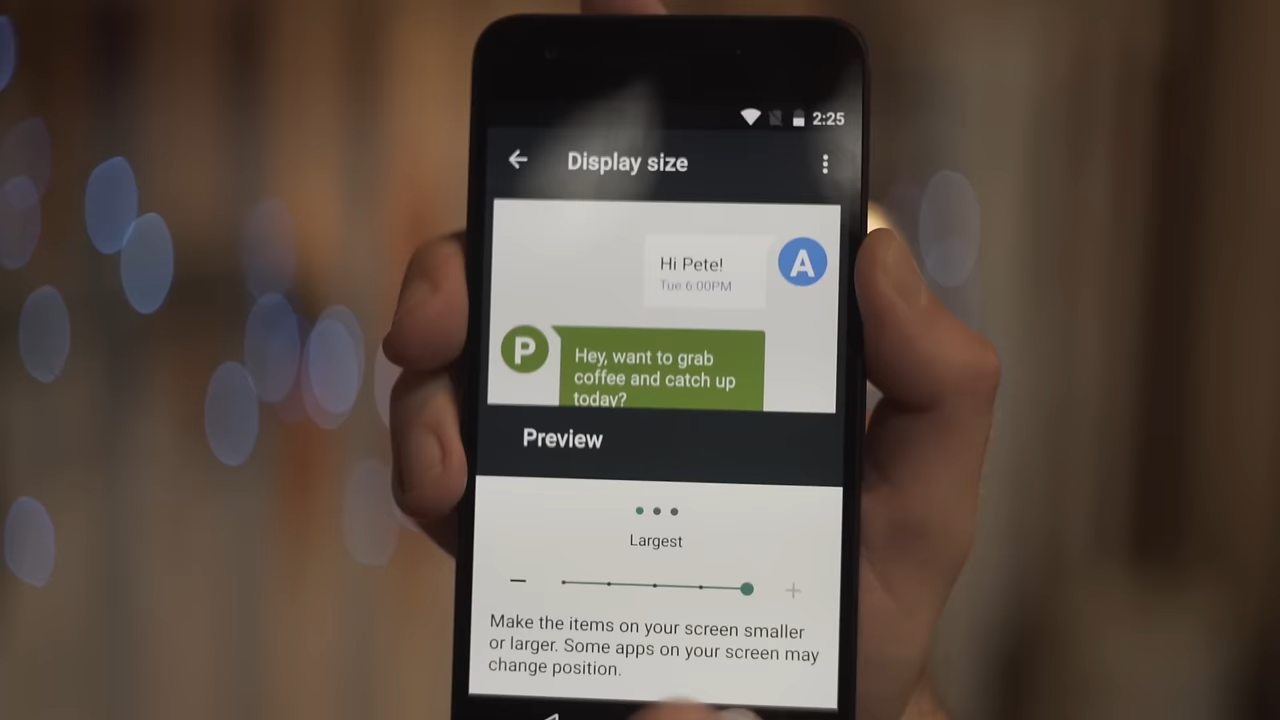 2:25
Display size
Hi Pete!
A
Tue 6:00PM
P
Hey, want to grab
coffee and catch up
today?
Preview
Largest
Make the items on your screen smaller
or larger. Some apps on your screen may
change position.